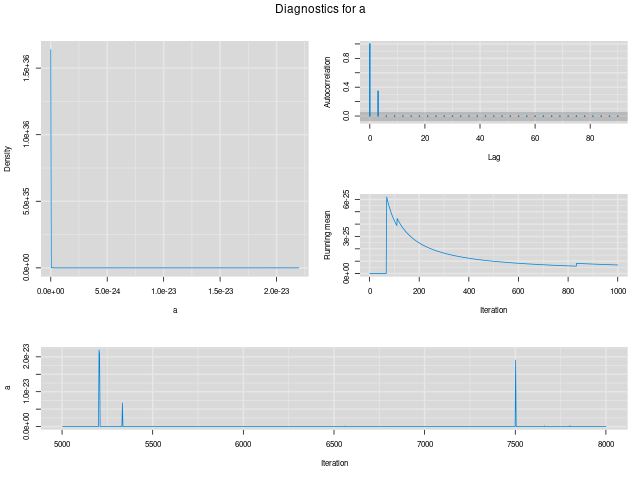 Diagnostics for a
Density
0.0e+00 5.0e+35 1.0e+36 1.5e+36
0.0e+00 5.0e-24 1.0e-23 1.5e-23 2.0e-23
a
Autocorrelation
0.0 0.4 0.8
0 20 40 60 80
Lag
Running mean
0e+00 3e-25 6e-25
0 200 400 600 800 1000
Iteration
a
0.0e+00 1.0e-23 2.0e-23
5000 5500 6000 6500 7000 7500 8000
Iteration